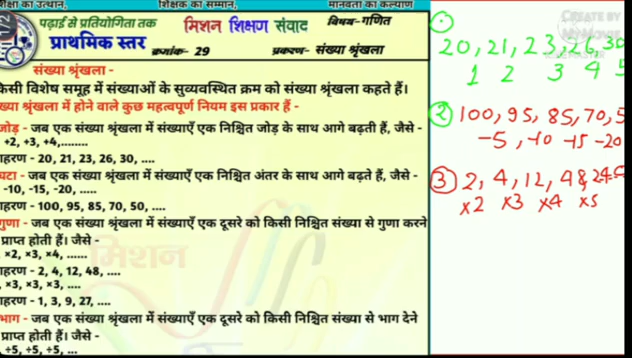 शिक्षा का उत्थान, शिक्षक का सम्मान, मानवता का कल्याण
पढ़ाई से प्रतियोगिता तक मिशन शिक्षण संवाद विषय-गणित
प्राथमिक स्तर क्रमांक- 29 प्रकरण- संख्या श्रृंखला
संख्या श्रृंखला -
किसी विशेष समूह में संख्याओं के सुव्यवस्थित क्रम को संख्या श्रृंखला कहते हैं।
ख्या श्रृंखला में होने वाले कुछ महत्वपूर्ण नियम इस प्रकार हैं -
जोड़ - जब एक संख्या श्रृंखला में संख्याएँ एक निश्चित जोड़ के साथ आगे बढ़ती हैं, जैसे -
+2, +3, +4,........
ाहरण - 20, 21, 23, 26, 30, ....
घटा - जब एक संख्या श्रृंखला में संख्याएँ एक निश्चित अंतर के साथ आगे बढ़ते हैं, जैसे -
-10, -15, -20, .....
ाहरण - 100, 95, 85, 70, 50, ....
गुणा - जब एक संख्या श्रृंखला में संख्याएँ एक दूसरे को किसी निश्चित संख्या से गुणा करने
प्राप्त होती हैं। जैसे -
×2, ×3, ×4, ......
ाहरण - 2, 4, 12, 48, ....
, ×3, ×3, ×3, ....
ाहरण - 1, 3, 9, 27, ....
भाग - जब एक संख्या श्रृंखला में संख्याएँ एक दूसरे को किसी निश्चित संख्या से भाग देने
प्राप्त होती हैं। जैसे -
, ÷5, ÷5, ÷5, ...
मिशन
20, 21, 23, 26, 30
1 2 3 4 5
② 100, 95, 85, 70, 5
-5, -10 -15 -20
③ 2, 4, 12, 48, 24
×2 ×3 ×4 ×5